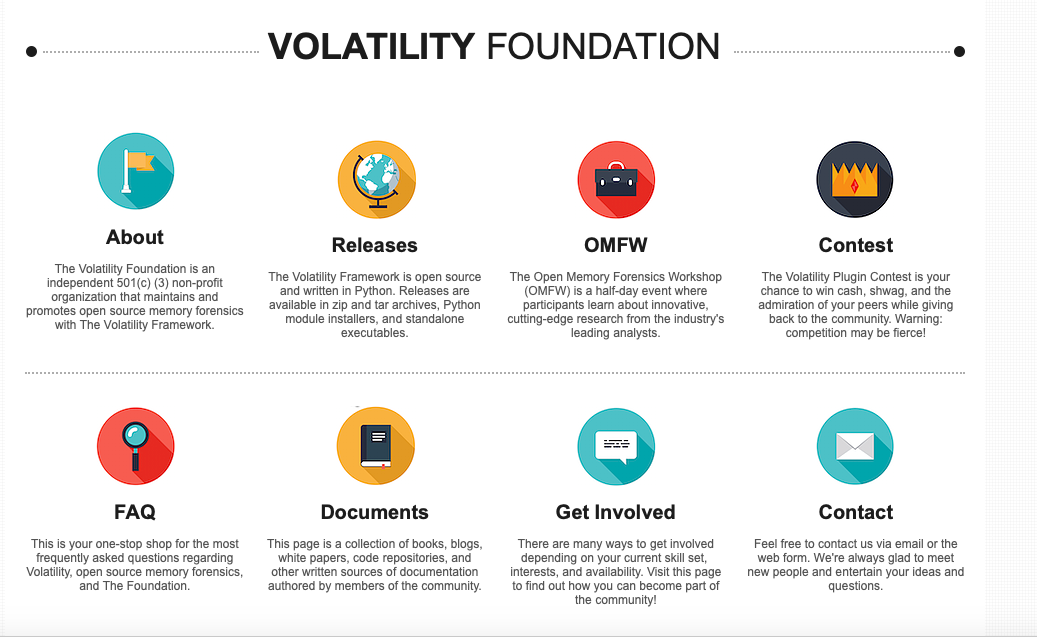 VOLATILITY FOUNDATION
About
The Volatility Foundation is an
independent 501(c) (3) non-profit
organization that maintains and
promotes open source memory forensics
with The Volatility Framework.
Releases
The Volatility Framework is open source
and written in Python. Releases are
available in zip and tar archives, Python
module installers, and standalone
executables.
OMFW
The Open Memory Forensics Workshop
(OMFW) is a half-day event where
participants learn about innovative,
cutting-edge research from the industry's
leading analysts.
Contest
The Volatility Plugin Contest is your
chance to win cash, shwag, and the
admiration of your peers while giving
back to the community. Warning:
competition may be fierce!
FAQ
This is your one-stop shop for the most
frequently asked questions regarding
Volatility, open source memory forensics,
and The Foundation.
Documents
This page is a collection of books, blogs,
white papers, code repositories, and
other written sources of documentation
authored by members of the community.
Get Involved
There are many ways to get involved
depending on your current skill set,
interests, and availability. Visit this page
to find out how you can become part of
the community!
Contact
Feel free to contact us via email or the
web form. We're always glad to meet
new people and entertain your ideas and
questions.